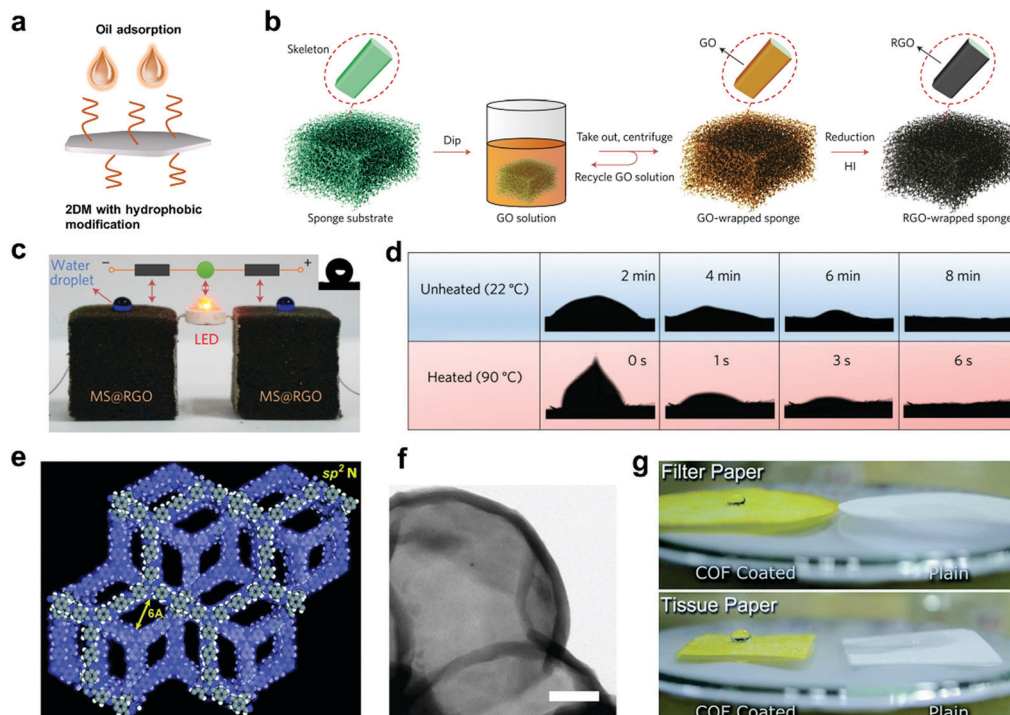 a
Oil adsorption
2DM with hydrophobic
modification
b
Skeleton
Sponge substrate
Dip
GO solution
Take out, centrifuge
Recycle GO solution
GO
GO-wrapped sponge
Reduction
HI
RGO
RGO-wrapped sponge
c
Water
droplet
−
+
LED
MS@RGO
MS@RGO
d
Unheated (22 °C)
2 min
4 min
6 min
8 min
Heated (90 °C)
0 s
1 s
3 s
6 s
e
sp2 N
6A
f
g
Filter Paper
COF Coated
Plain
Tissue Paper
COF Coated
Plain